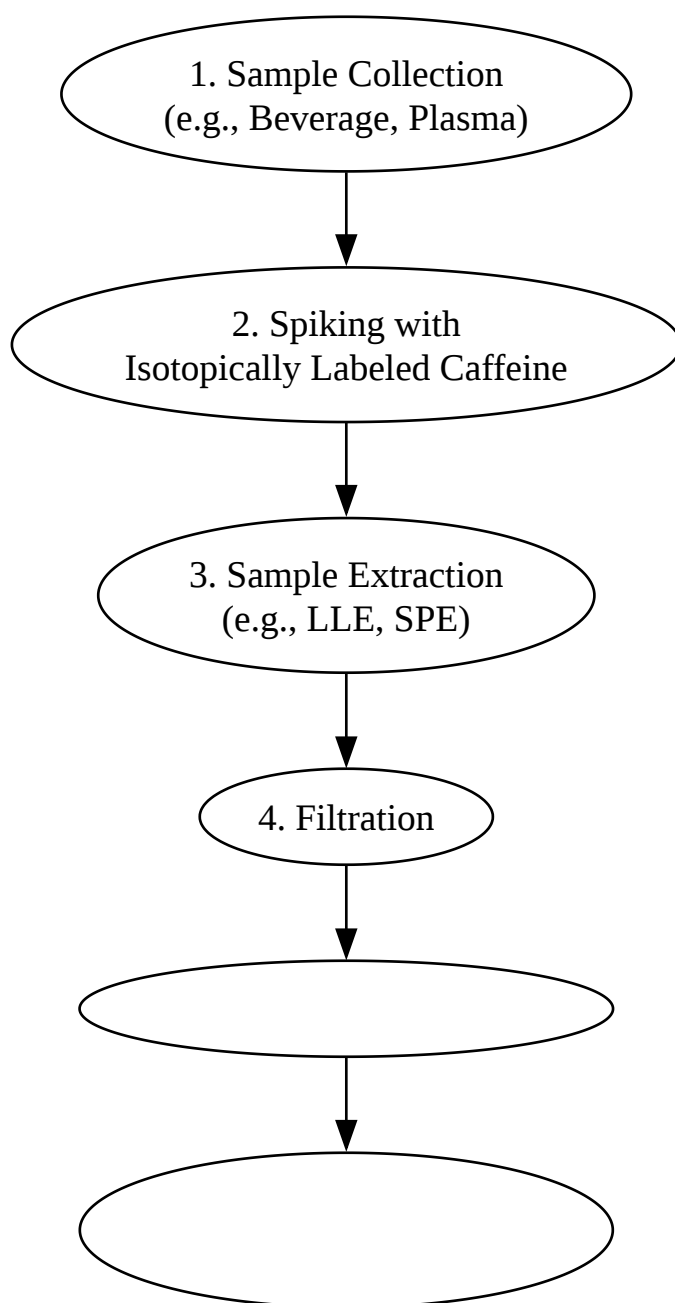 1. Sample Collection
(e.g., Beverage, Plasma)
2. Spiking with
Isotopically Labeled Caffeine
3. Sample Extraction
(e.g., LLE, SPE)
4. Filtration